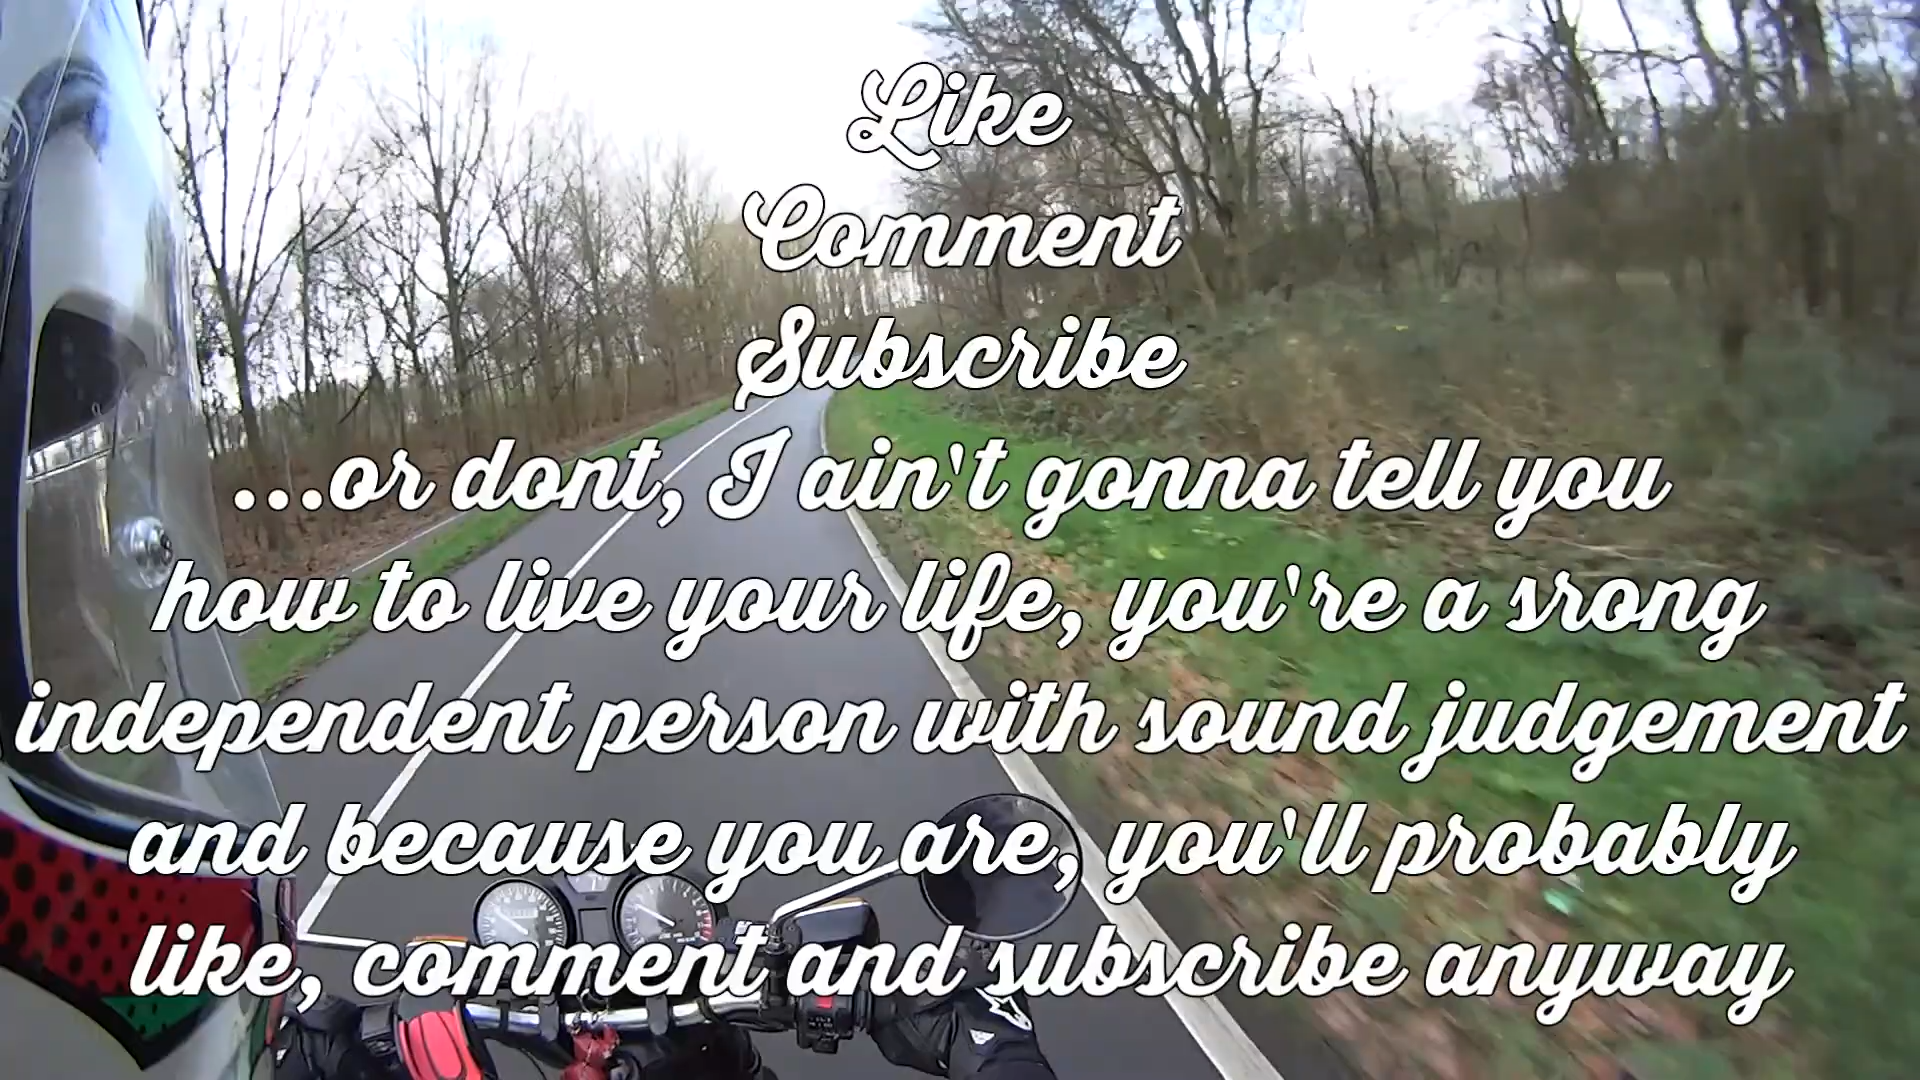 Like
Comment
Subscribe
...or dont, I ain't gonna tell you
how to live your life, you're a srong
independent person with sound judgement
and because you are, you'll probably
like, comment and subscribe anyway